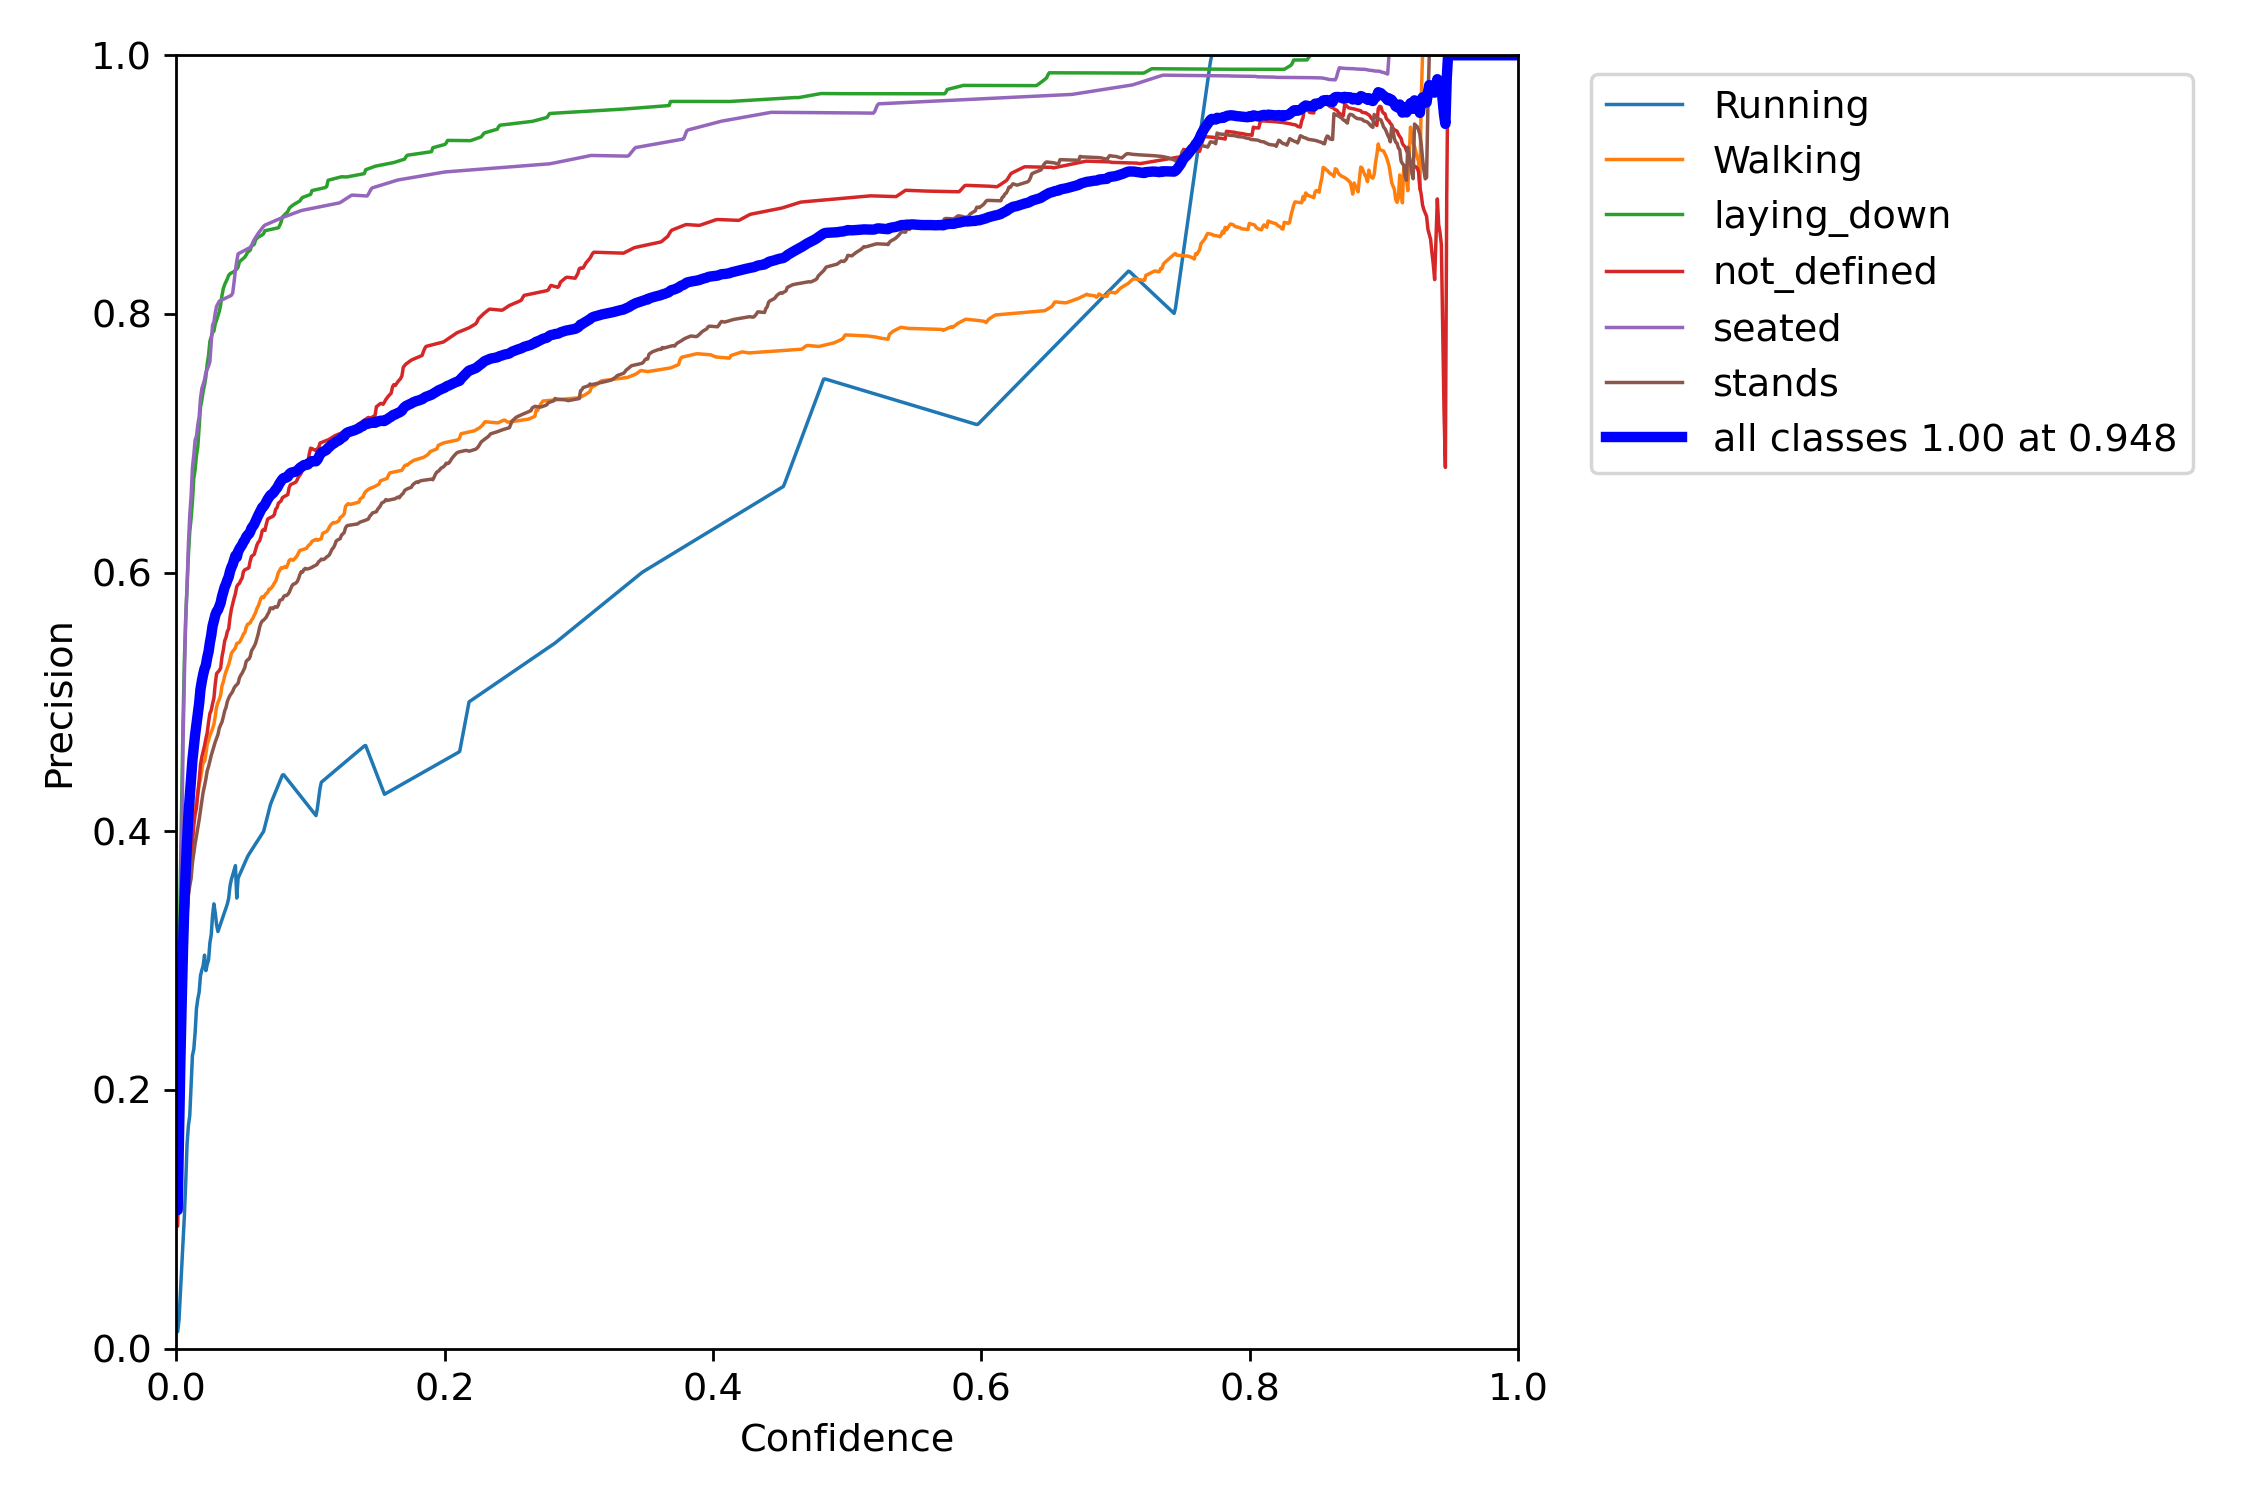 1.0
0.8
0.6
0.4
0.2
0.0
0.0 0.2 0.4 0.6 0.8 1.0
Precision
Confidence
Running
Walking
laying_down
not_defined
seated
stands
all classes 1.00 at 0.948